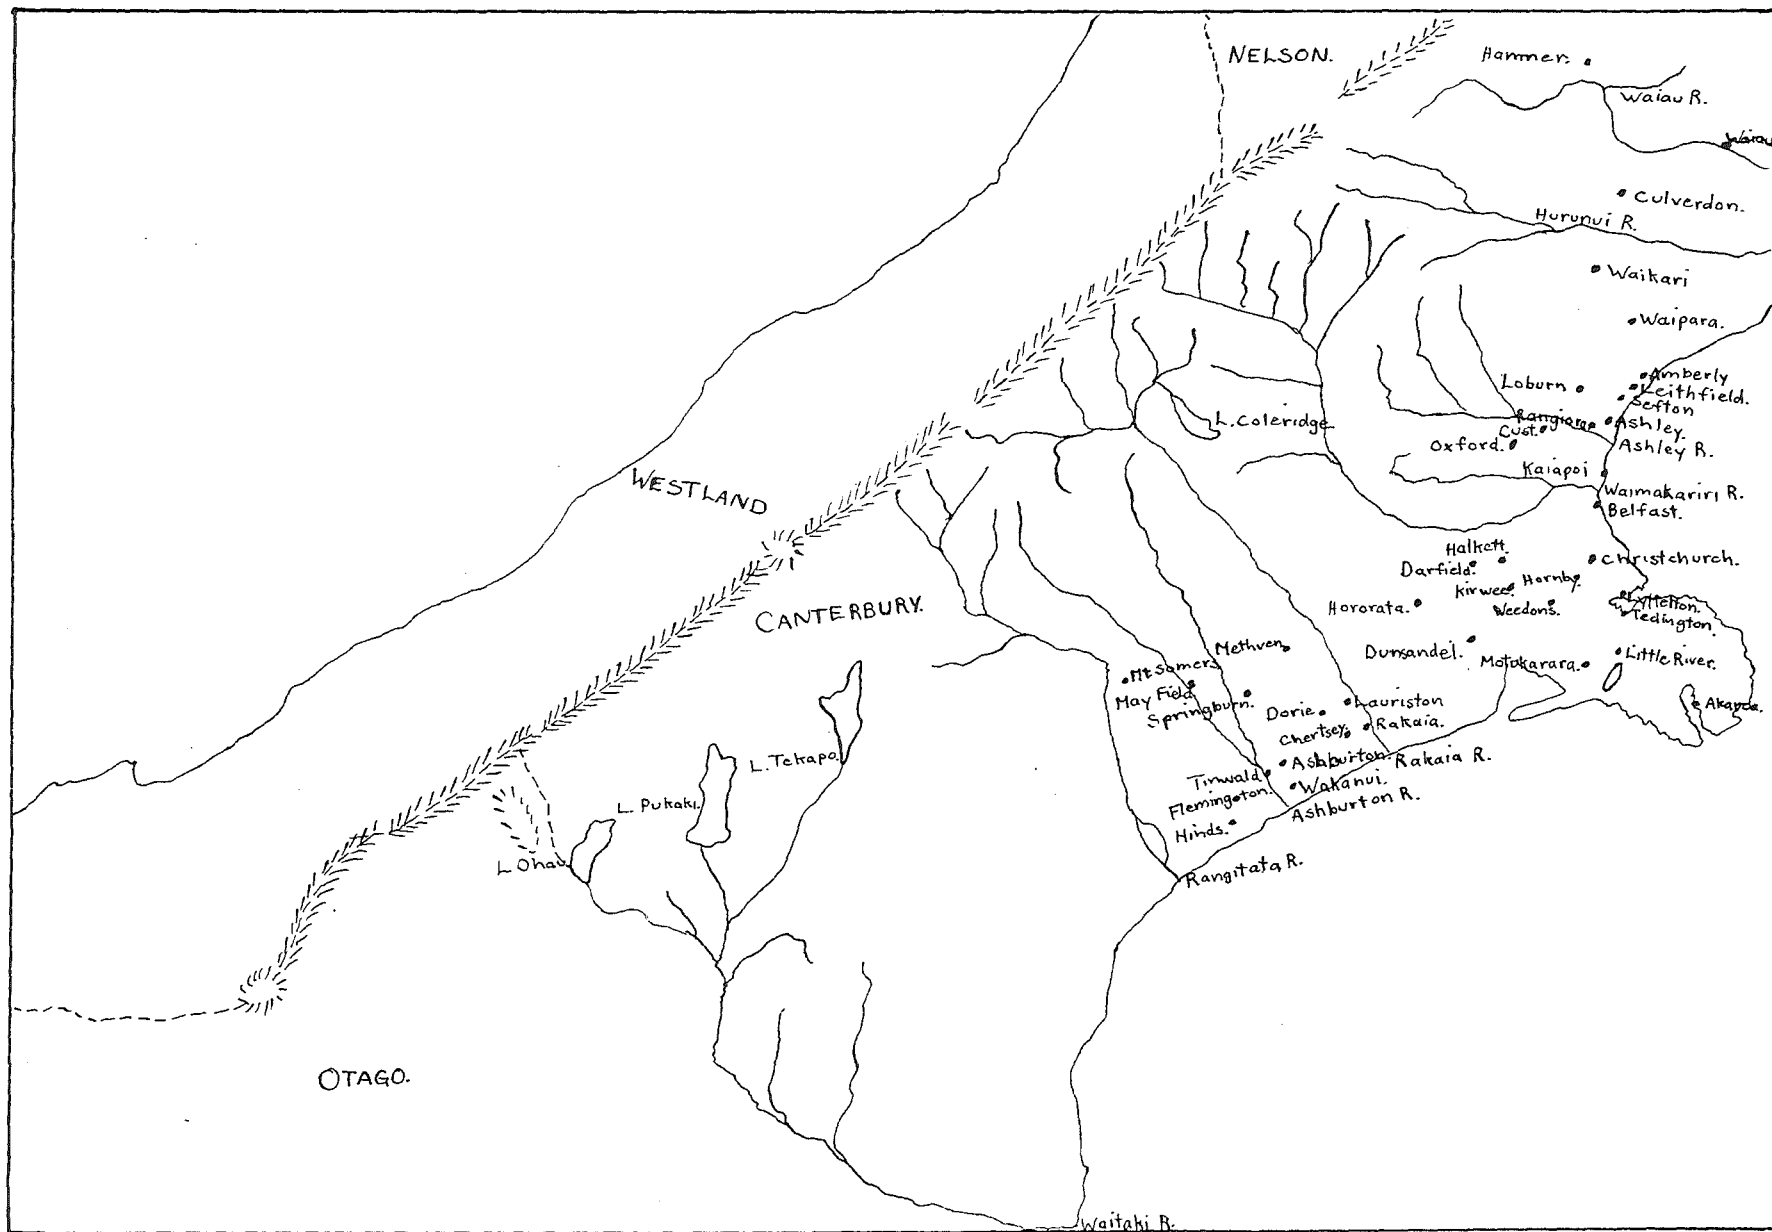 NELSON.
Hanmer.
Waiau R.
Waiau
Culverdon.
Hurunui R.
Waikari
Waipara.
Amberly
Loburn
Leithfield.
Sefton
Rangiora
Ashley.
Cust.
Oxford.
Ashley R.
L. Coleridge
Kaiapoi
WESTLAND
Waimakariri R.
Belfast.
Halkett
Christchurch.
Darfield.
Kirwee.
Hornby.
Hororata.
Weedons.
Lyttelton.
Tedington.
CANTERBURY.
Methven.
Dunsandel.
Motukarara.
Little River.
Mt Somers
May Field
Springburn.
Dorie
Lauriston
Akaroa.
Chertsey.
Rakaia.
L. Tekapo.
Ashburton.
Rakaia R.
Tinwald
Wakanui.
L. Pukaki.
Flemington.
Ashburton R.
Hinds.
L Ohau
Rangitata R.
OTAGO.
Waitaki R.